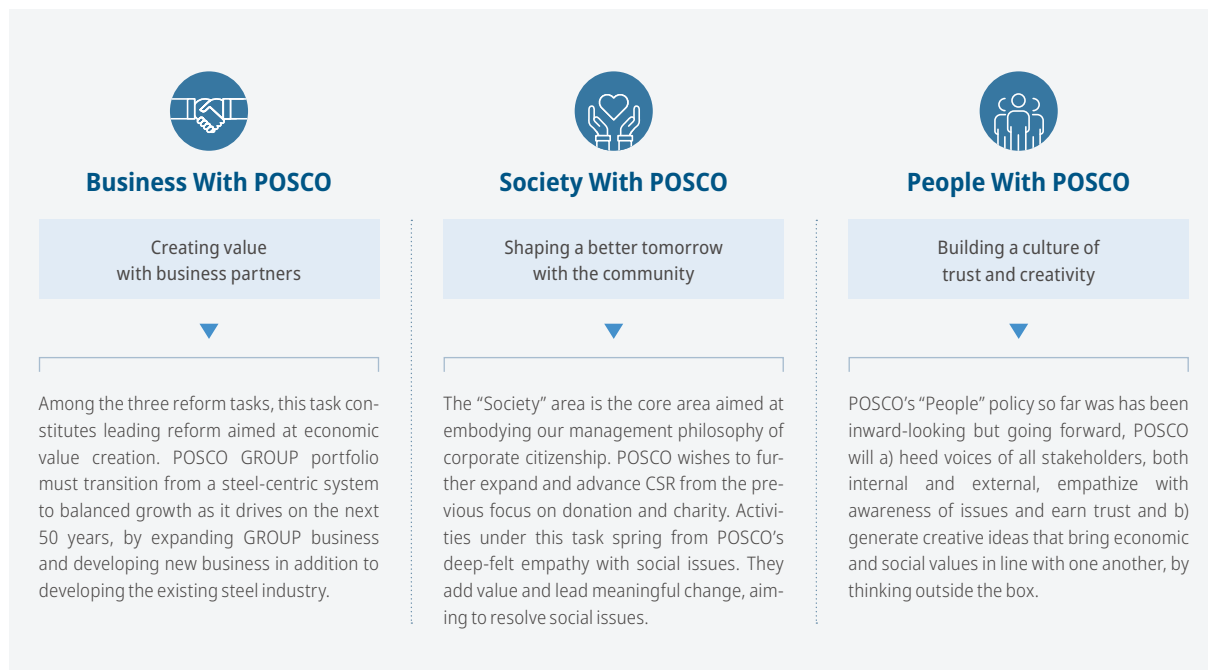 Business With POSCO
Creating value
with business partners
Among the three reform tasks, this task con-
stitutes leading reform aimed at economic
value creation. POSCO GROUP portfolio
must transition from a steel-centric system
to balanced growth as it drives on the next
50 years, by expanding GROUP business
and developing new business in addition to
developing the existing steel industry.
Society With POSCO
Shaping a better tomorrow
with the community
The “Society” area is the core area aimed at
embodying our management philosophy of
corporate citizenship. POSCO wishes to fur-
ther expand and advance CSR from the pre-
vious focus on donation and charity. Activi-
ties under this task spring from POSCO’s
deep-felt empathy with social issues. They
add value and lead meaningful change, aim-
ing to resolve social issues.
People With POSCO
Building a culture of
trust and creativity
POSCO’s “People” policy so far was has been
inward-looking but going forward, POSCO
will a) heed voices of all stakeholders, both
internal and external, empathize with
awareness of issues and earn trust and b)
generate creative ideas that bring economic
and social values in line with one another, by
thinking outside the box.